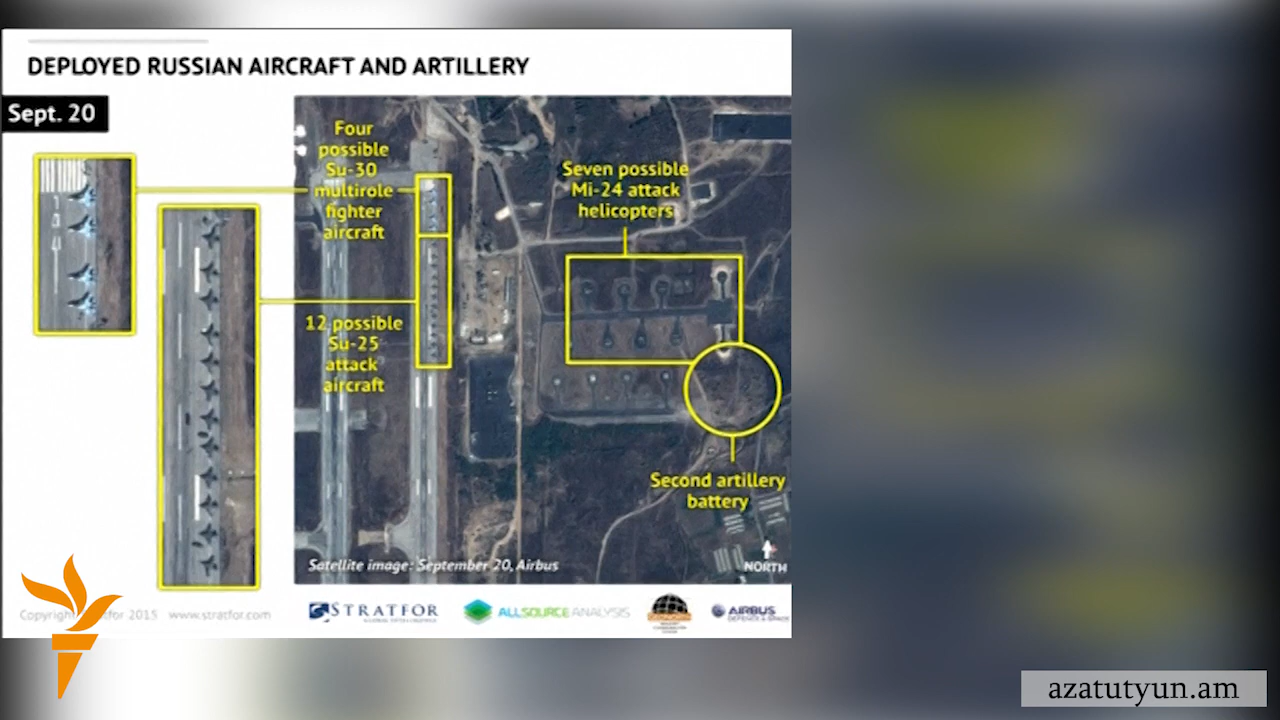 DEPLOYED RUSSIAN AIRCRAFT AND ARTILLERY
Sept. 20
Four
possible
Su-30
multirole
fighter
aircraft
Seven possible
Mi-24 attack
helicopters
12 possible
Su-25
attack
aircraft
Second artillery
battery
Satellite image: September 20, Airbus
NORTH
2015 www.stratfor.com
STRATFOR
ALLSOURCE ANALYSIS
AIRBUS
DEFENCE & SPACE
azatutyun.am